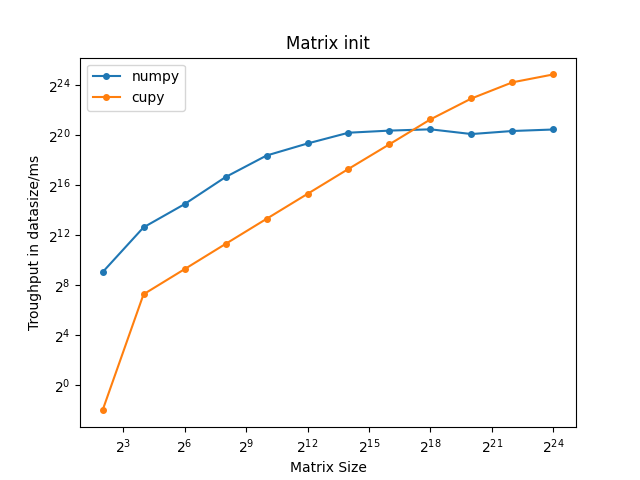 Matrix init
numpy
cupy
2^24
2^20
2^16
2^12
2^8
2^4
2^0
Troughput in datasize/ms
2^3 2^6 2^9 2^12 2^15 2^18 2^21 2^24
Matrix Size